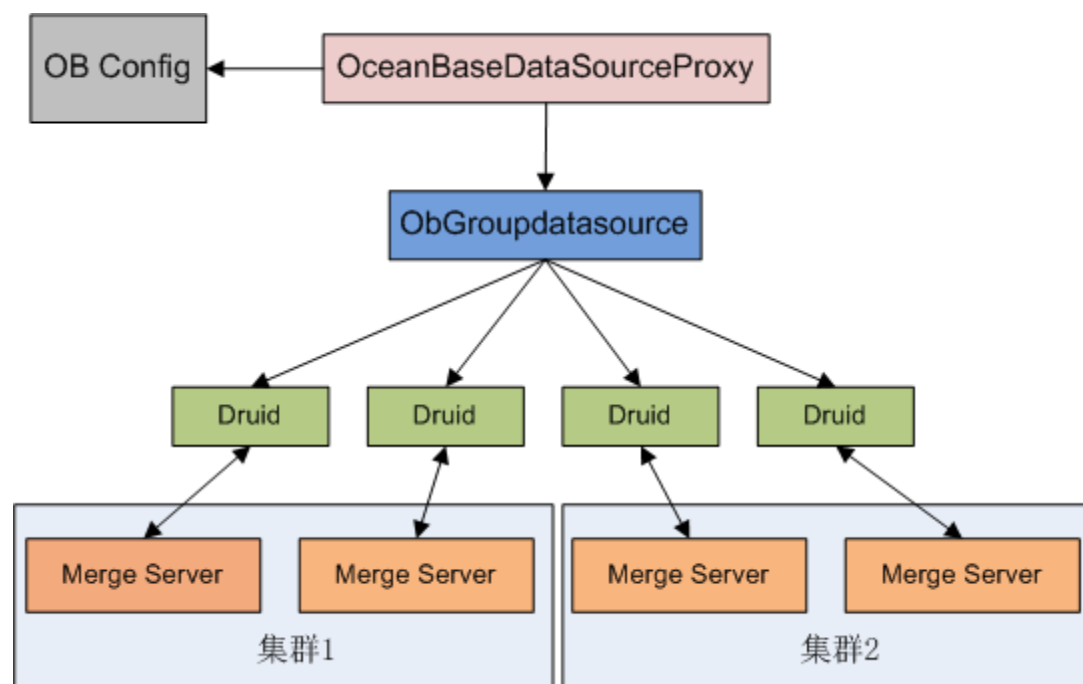 OB Config
OceanBaseDataSourceProxy
ObGroupdatasource
Druid
Druid
Druid
Druid
Merge Server
Merge Server
Merge Server
Merge Server
集群1
集群2